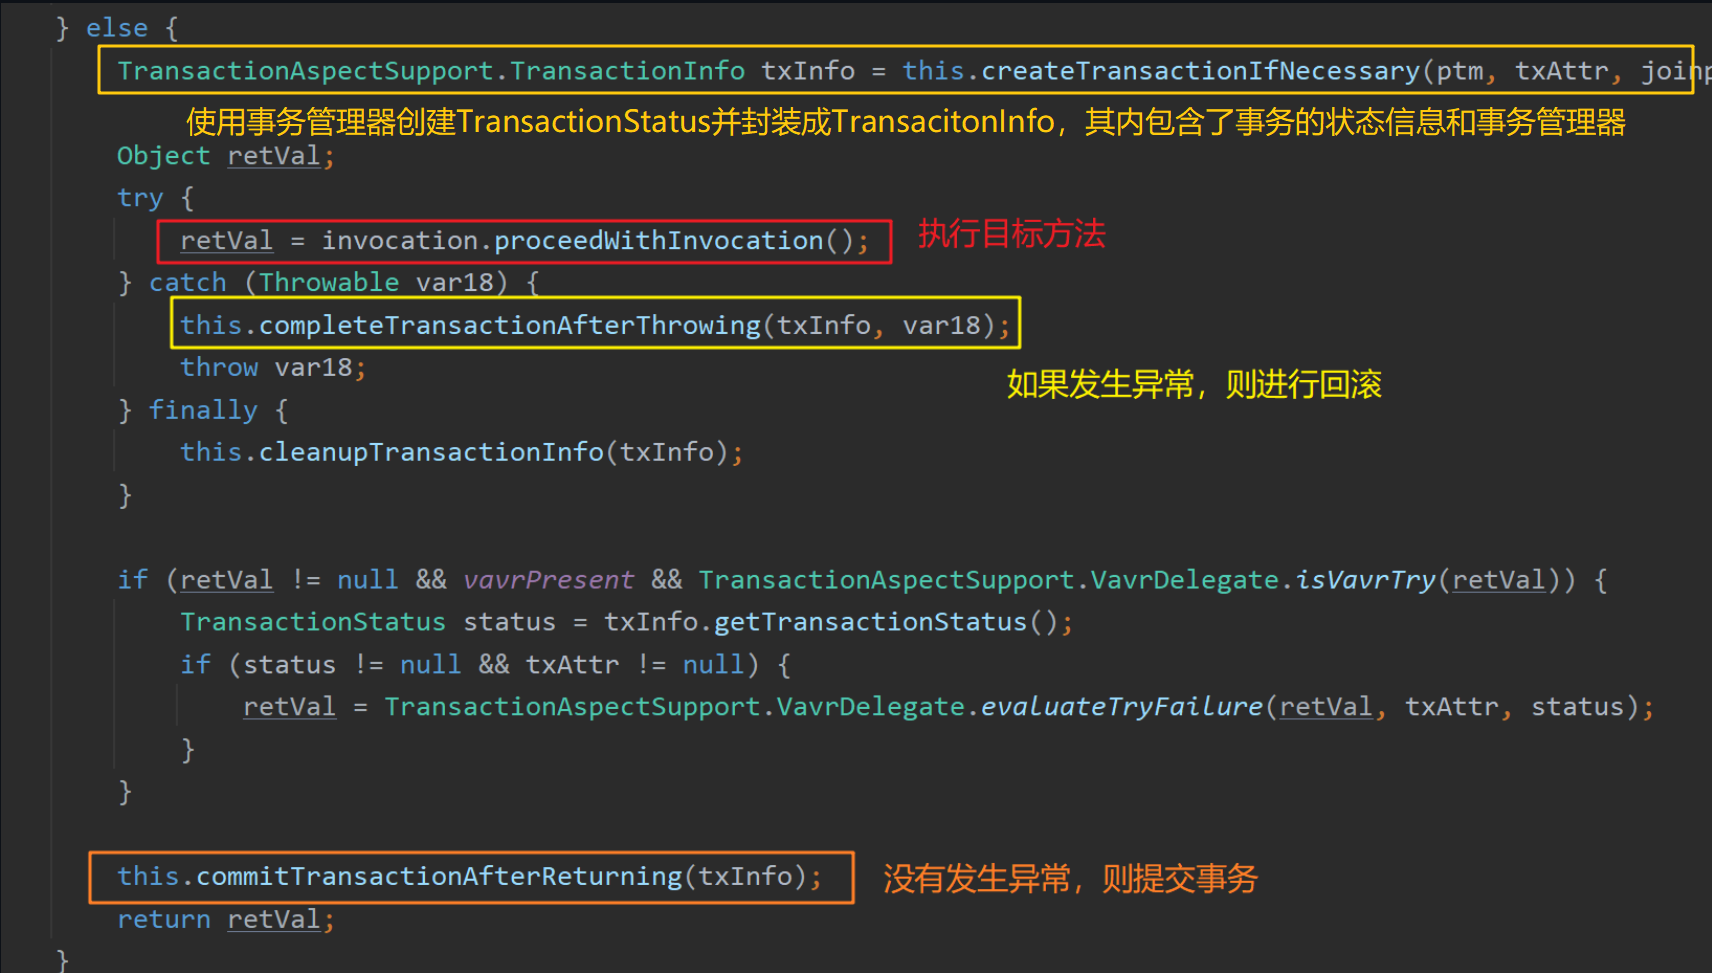 } else {
TransactionAspectSupport.TransactionInfo txInfo = this.createTransactionIfNecessary(ptm, txAttr, joinp
使用事务管理器创建TransactionStatus并封装成TransacitonInfo，其内包含了事务的状态信息和事务管理器
Object retVal;
try {
retVal = invocation.proceedWithInvocation(); 执行目标方法
} catch (Throwable var18) {
this.completeTransactionAfterThrowing(txInfo, var18);
throw var18;
如果发生异常，则进行回滚
} finally {
this.cleanupTransactionInfo(txInfo);
}
if (retVal != null && vavrPresent && TransactionAspectSupport.VavrDelegate.isVavrTry(retVal)) {
TransactionStatus status = txInfo.getTransactionStatus();
if (status != null && txAttr != null) {
retVal = TransactionAspectSupport.VavrDelegate.evaluateTryFailure(retVal, txAttr, status);
}
}
this.commitTransactionAfterReturning(txInfo); 没有发生异常，则提交事务
return retVal;
}